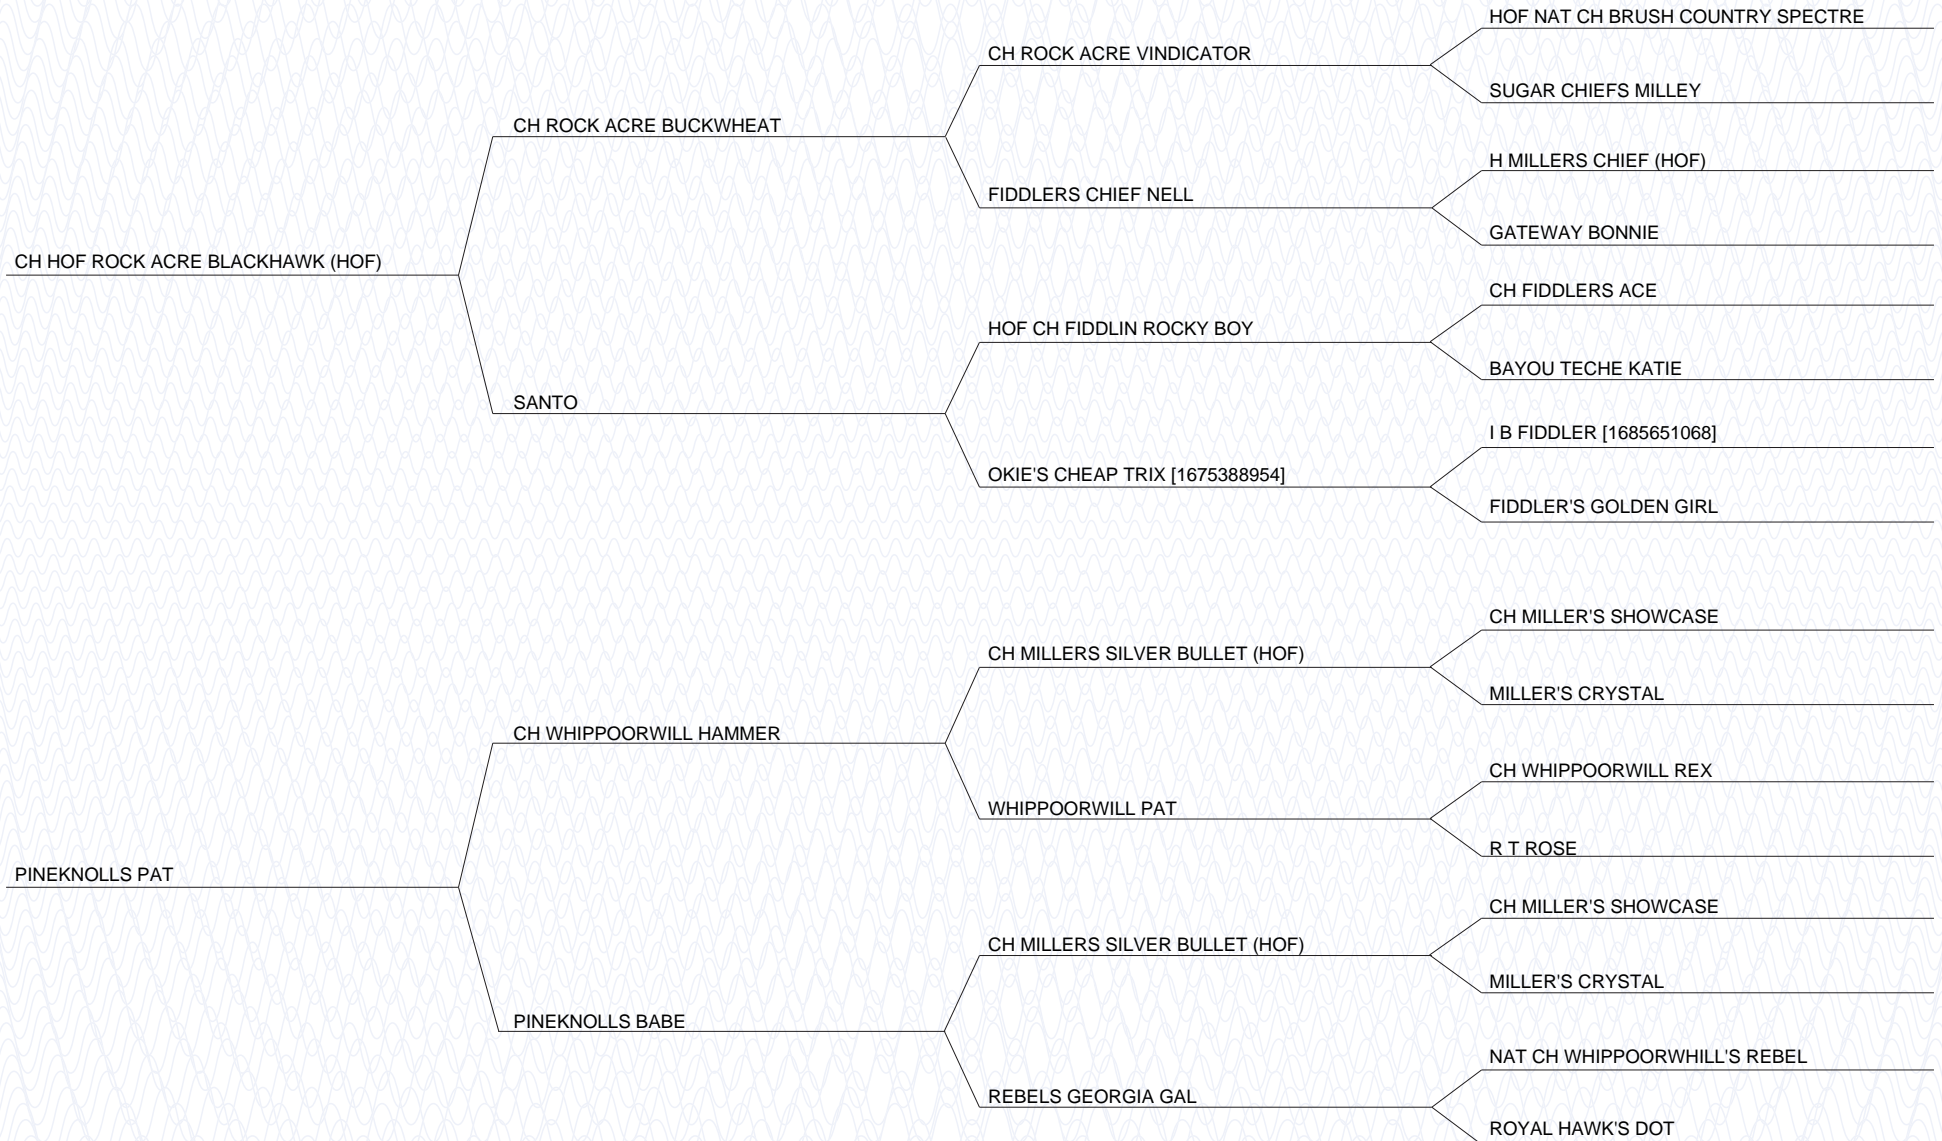 HOF NAT CH BRUSH COUNTRY SPECTRE
CH ROCK ACRE VINDICATOR
SUGAR CHIEFS MILLEY
CH ROCK ACRE BUCKWHEAT
H MILLERS CHIEF (HOF)
FIDDLERS CHIEF NELL
GATEWAY BONNIE
CH HOF ROCK ACRE BLACKHAWK (HOF)
CH FIDDLERS ACE
HOF CH FIDDLIN ROCKY BOY
BAYOU TECHE KATIE
SANTO
I B FIDDLER [1685651068]
OKIE'S CHEAP TRIX [1675388954]
FIDDLER'S GOLDEN GIRL
CH MILLER'S SHOWCASE
CH MILLERS SILVER BULLET (HOF)
MILLER'S CRYSTAL
CH WHIPPOORWILL HAMMER
CH WHIPPOORWILL REX
WHIPPOORWILL PAT
R T ROSE
PINEKNOLLS PAT
CH MILLER'S SHOWCASE
CH MILLERS SILVER BULLET (HOF)
MILLER'S CRYSTAL
PINEKNOLLS BABE
NAT CH WHIPPOORWHILL'S REBEL
REBELS GEORGIA GAL
ROYAL HAWK'S DOT